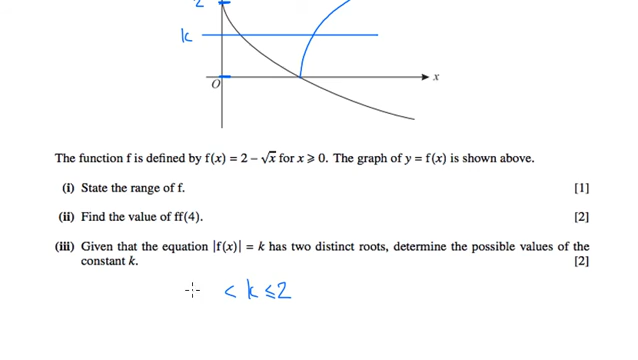 2
k
O
x
The function f is defined by f(x) = 2 − √x for x ⩾ 0. The graph of y = f(x) is shown above.
(i) State the range of f. [1]
(ii) Find the value of ff(4). [2]
(iii) Given that the equation |f(x)| = k has two distinct roots, determine the possible values of the
constant k. [2]
< k ⩽ 2